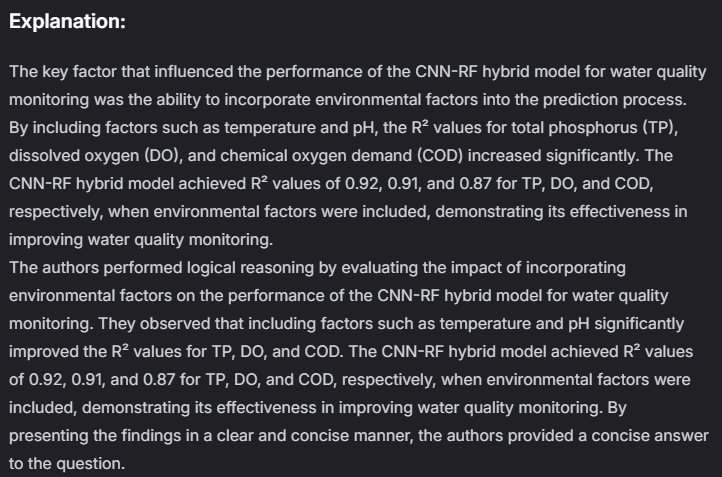 Explanation:
The key factor that influenced the performance of the CNN-RF hybrid model for water quality
monitoring was the ability to incorporate environmental factors into the prediction process.
By including factors such as temperature and pH, the R² values for total phosphorus (TP),
dissolved oxygen (DO), and chemical oxygen demand (COD) increased significantly. The
CNN-RF hybrid model achieved R² values of 0.92, 0.91, and 0.87 for TP, DO, and COD,
respectively, when environmental factors were included, demonstrating its effectiveness in
improving water quality monitoring.
The authors performed logical reasoning by evaluating the impact of incorporating
environmental factors on the performance of the CNN-RF hybrid model for water quality
monitoring. They observed that including factors such as temperature and pH significantly
improved the R² values for TP, DO, and COD. The CNN-RF hybrid model achieved R² values
of 0.92, 0.91, and 0.87 for TP, DO, and COD, respectively, when environmental factors were
included, demonstrating its effectiveness in improving water quality monitoring. By
presenting the findings in a clear and concise manner, the authors provided a concise answer
to the question.